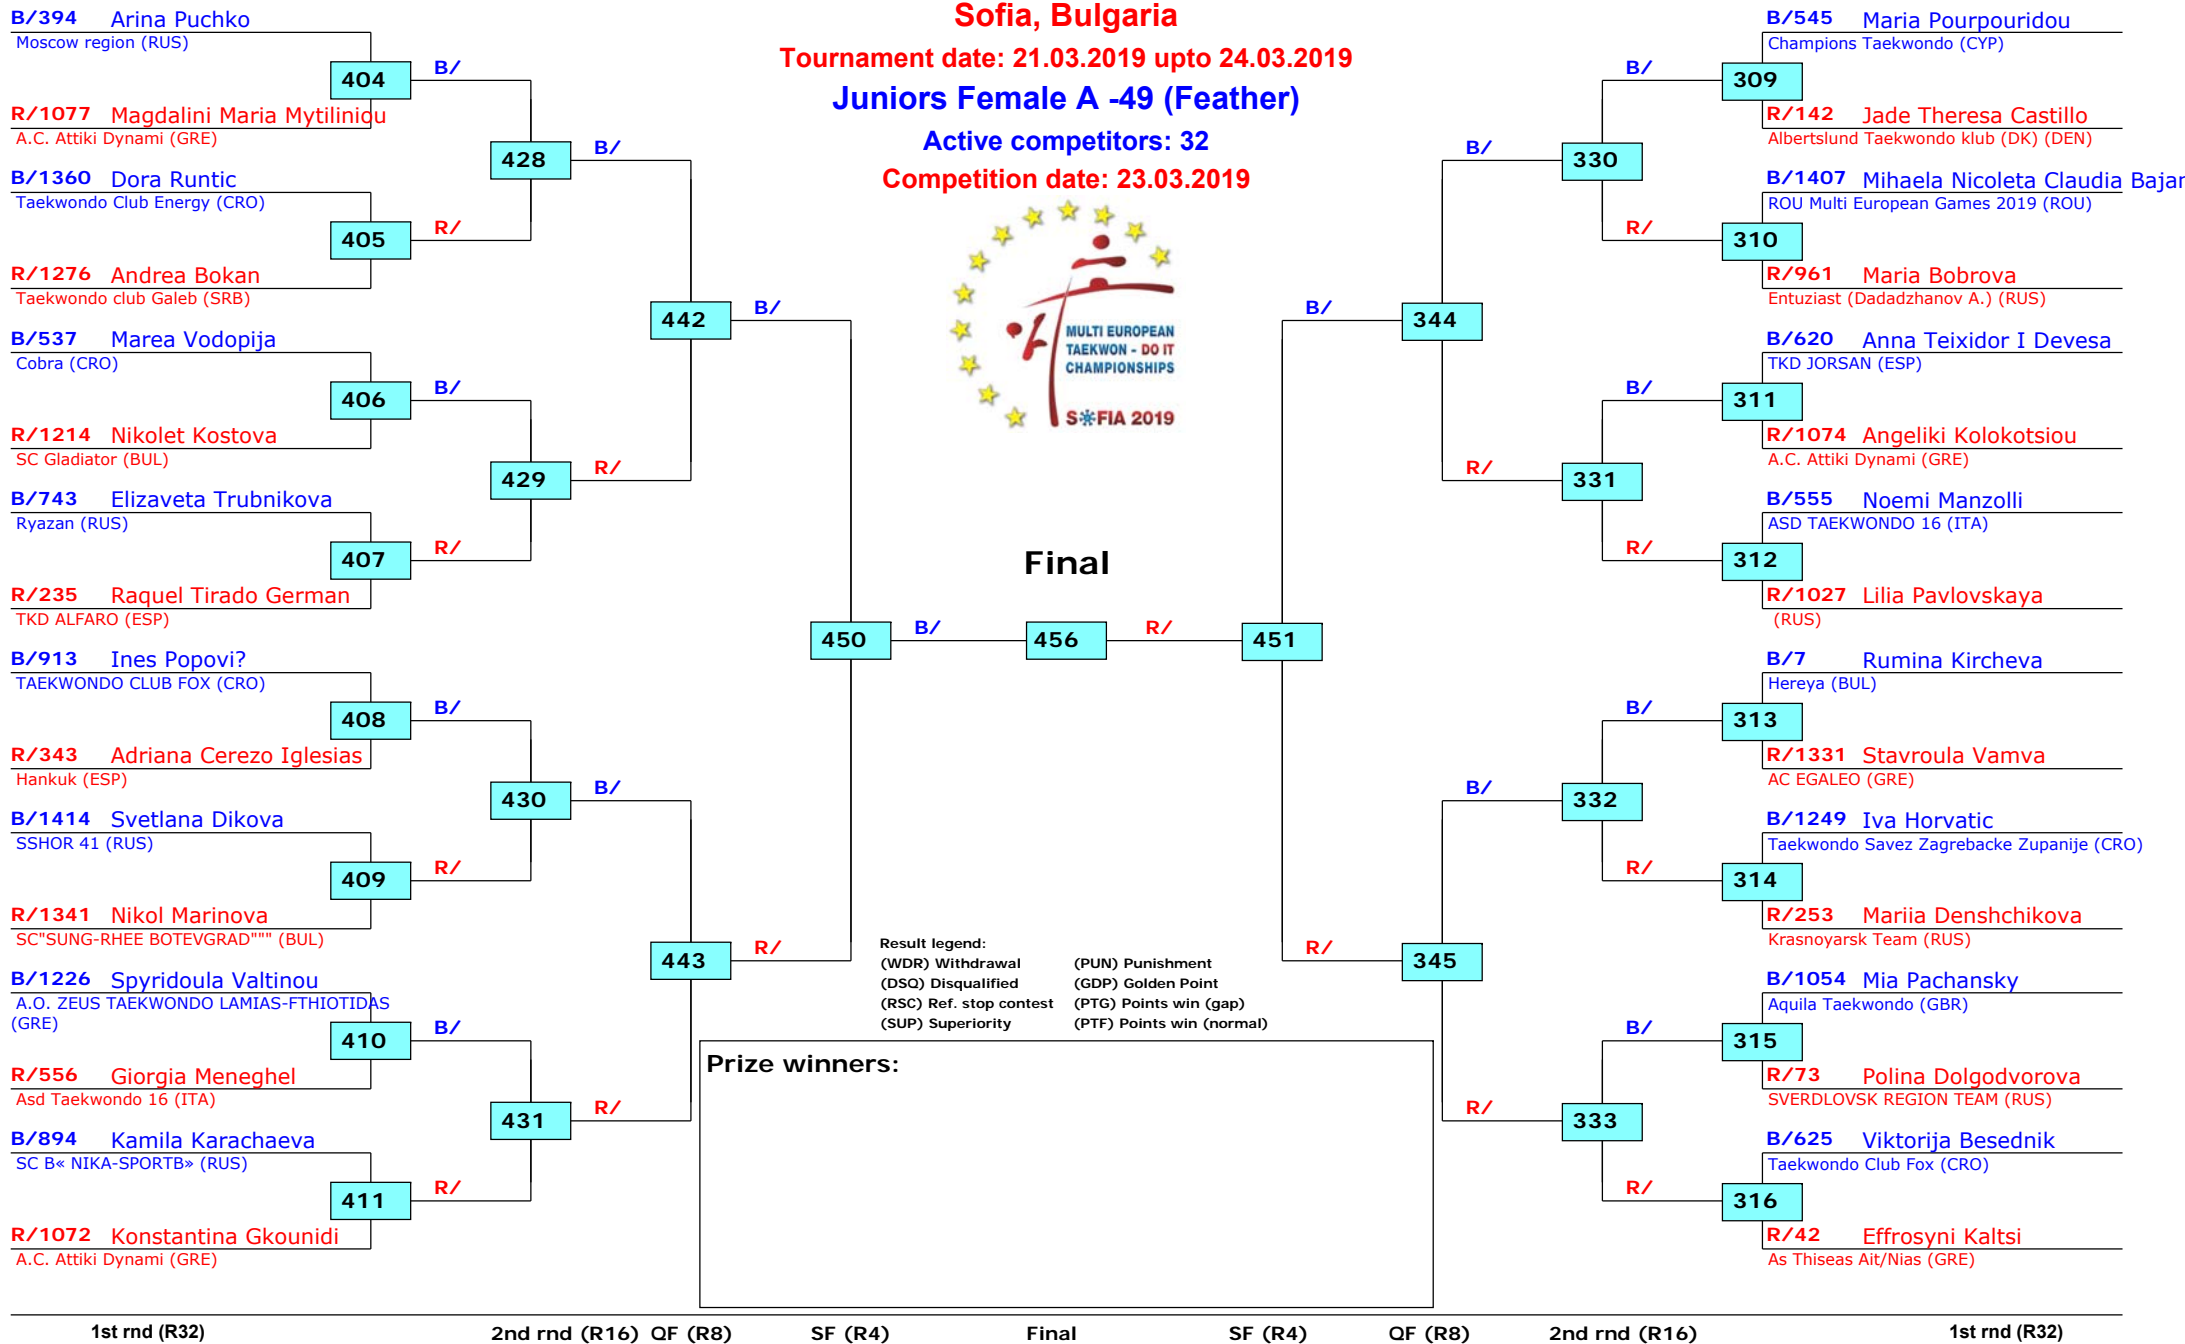 Sofia, Bulgaria
Tournament date: 21.03.2019 upto 24.03.2019
Juniors Female A -49 (Feather)
Active competitors: 32
Competition date: 23.03.2019
MULTI EUROPEAN
TAEKWON - DO IT
CHAMPIONSHIPS
S FIA 2019
B/394 Arina Puchko
Moscow region (RUS)
404
B/
R/1077 Magdalini Maria Mytiliniou
A.C. Attiki Dynami (GRE)
428
B/
B/1360 Dora Runtic
Taekwondo Club Energy (CRO)
405
R/
R/1276 Andrea Bokan
Taekwondo club Galeb (SRB)
442
B/
B/537 Marea Vodopija
Cobra (CRO)
406
B/
R/1214 Nikolet Kostova
SC Gladiator (BUL)
429
R/
B/743 Elizaveta Trubnikova
Ryazan (RUS)
407
R/
R/235 Raquel Tirado German
TKD ALFARO (ESP)
450
B/
B/913 Ines Popovi?
TAEKWONDO CLUB FOX (CRO)
408
B/
R/343 Adriana Cerezo Iglesias
Hankuk (ESP)
430
B/
B/1414 Svetlana Dikova
SSHOR 41 (RUS)
409
R/
R/1341 Nikol Marinova
SC"SUNG-RHEE BOTEVGRAD""" (BUL)
443
R/
B/1226 Spyridoula Valtinou
A.O. ZEUS TAEKWONDO LAMIAS-FTHIOTIDAS
(GRE)
410
B/
R/556 Giorgia Meneghel
Asd Taekwondo 16 (ITA)
431
R/
B/894 Kamila Karachaeva
SC B« NIKA-SPORTB» (RUS)
411
R/
R/1072 Konstantina Gkounidi
A.C. Attiki Dynami (GRE)
Final
456
R/
451
B/545 Maria Pourpouridou
Champions Taekwondo (CYP)
B/
309
R/142 Jade Theresa Castillo
Albertslund Taekwondo klub (DK) (DEN)
B/
330
B/1407 Mihaela Nicoleta Claudia Bajar
ROU Multi European Games 2019 (ROU)
R/
310
R/961 Maria Bobrova
Entuziast (Dadadzhanov A.) (RUS)
B/
344
B/620 Anna Teixidor I Devesa
TKD JORSAN (ESP)
B/
311
R/1074 Angeliki Kolokotsiou
A.C. Attiki Dynami (GRE)
R/
331
B/555 Noemi Manzolli
ASD TAEKWONDO 16 (ITA)
R/
312
R/1027 Lilia Pavlovskaya
(RUS)
B/7 Rumina Kircheva
Hereya (BUL)
B/
313
R/1331 Stavroula Vamva
AC EGALEO (GRE)
B/
332
B/1249 Iva Horvatic
Taekwondo Savez Zagrebacke Zupanije (CRO)
R/
314
R/253 Mariia Denshchikova
Krasnoyarsk Team (RUS)
R/
345
B/1054 Mia Pachansky
Aquila Taekwondo (GBR)
B/
315
R/73 Polina Dolgodvorova
SVERDLOVSK REGION TEAM (RUS)
R/
333
B/625 Viktorija Besednik
Taekwondo Club Fox (CRO)
R/
316
R/42 Effrosyni Kaltsi
As Thiseas Ait/Nias (GRE)
Result legend:
(WDR) Withdrawal (PUN) Punishment
(DSQ) Disqualified (GDP) Golden Point
(RSC) Ref. stop contest (PTG) Points win (gap)
(SUP) Superiority (PTF) Points win (normal)
Prize winners:
1st rnd (R32) 2nd rnd (R16) QF (R8) SF (R4) Final SF (R4) QF (R8) 2nd rnd (R16) 1st rnd (R32)